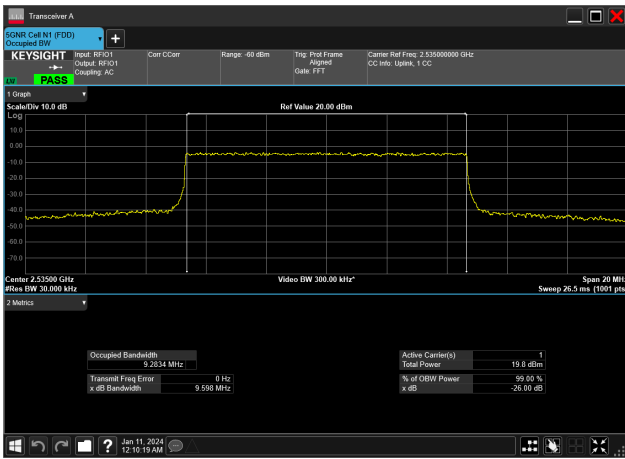 Transceiver A
5GNR Cell N1 (FDD)
Occupied BW
KEYSIGHT
LXI
PASS
Input: RFIO1
Output: RFIO1
Coupling: AC
Corr CCorr
Range: -60 dBm
Trig: Prot Frame
Aligned
Gate: FFT
Carrier Ref Freq: 2.535000000 GHz
CC Info: Uplink, 1 CC
1 Graph
Scale/Div 10.0 dB
Ref Value 20.00 dBm
Log
10.0
0.00
-10.0
-20.0
-30.0
-40.0
-50.0
-60.0
-70.0
Center 2.53500 GHz
Video BW 300.00 kHz*
Span 20 MHz
#Res BW 30.000 kHz
Sweep 26.5 ms (1001 pts
2 Metrics
Occupied Bandwidth
9.2834 MHz
Transmit Freq Error 0 Hz
x dB Bandwidth 9.598 MHz
Active Carrier(s) 1
Total Power 19.8 dBm
% of OBW Power 99.00 %
x dB -26.00 dB
Jan 11, 2024
12:10:19 AM